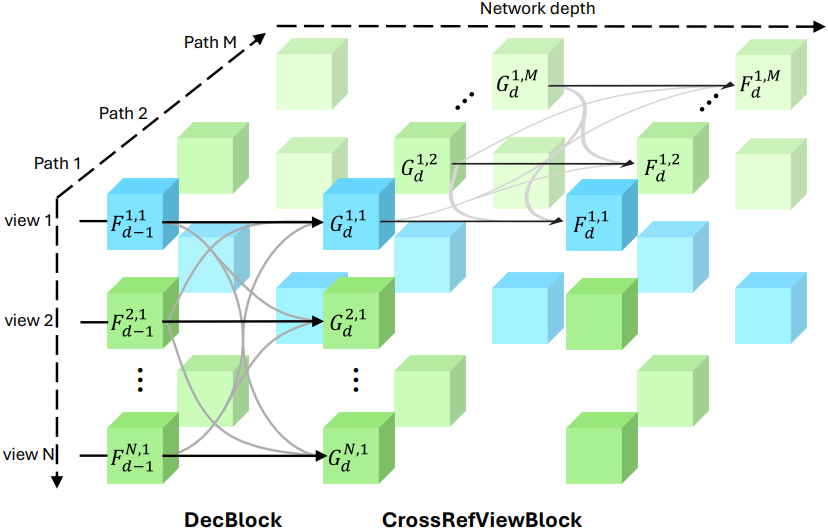 Network depth
Path M
Path 2
Path 1
G_d^{1,M}
F_d^{1,M}
G_d^{1,2}
F_d^{1,2}
view 1
F_{d-1}^{1,1}
G_d^{1,1}
F_d^{1,1}
view 2
F_{d-1}^{2,1}
G_d^{2,1}
view N
F_{d-1}^{N,1}
G_d^{N,1}
DecBlock
CrossRefViewBlock